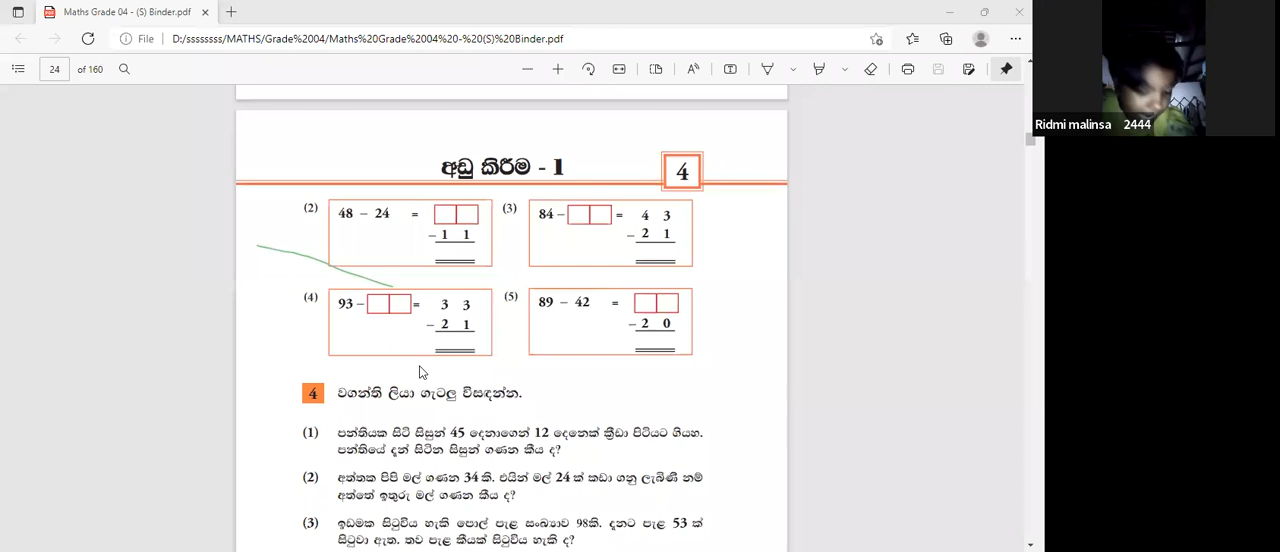 Maths Grade 04 - (S) Binder.pdf
File D:/ssssssss/MATHS/Grade%2004/Maths%20Grade%2004%20-%20(S)%20Binder.pdf
24 of 160
Ridmi malinsa 2444
අඩු කිරීම - 1
4
(2) 48 − 24 =
− 1 1
(3) 84 − = 4 3
− 2 1
(4) 93 − = 3 3
− 2 1
(5) 89 − 42 =
− 2 0
4 වගන්ති ලියා ගැටලු විසඳන්න.
(1) පන්තියක සිටි සිසුන් 45 දෙනාගෙන් 12 දෙනෙක් ක්‍රීඩා පිටියට ගියහ.
පන්තියේ දැන් සිටින සිසුන් ගණන කීය ද?
(2) අත්තක පිපි මල් ගණන 34 කි. එයින් මල් 24 ක් කඩා ගනු ලැබිණි නම්
අත්තේ ඉතුරු මල් ගණන කීය ද?
(3) ඉඩමක සිටුවිය හැකි පොල් පැළ සංඛ්‍යාව 98කි. දැනට පැළ 53 ක්
සිටුවා ඇත. තව පැළ කීයක් සිටුවිය හැකි ද?